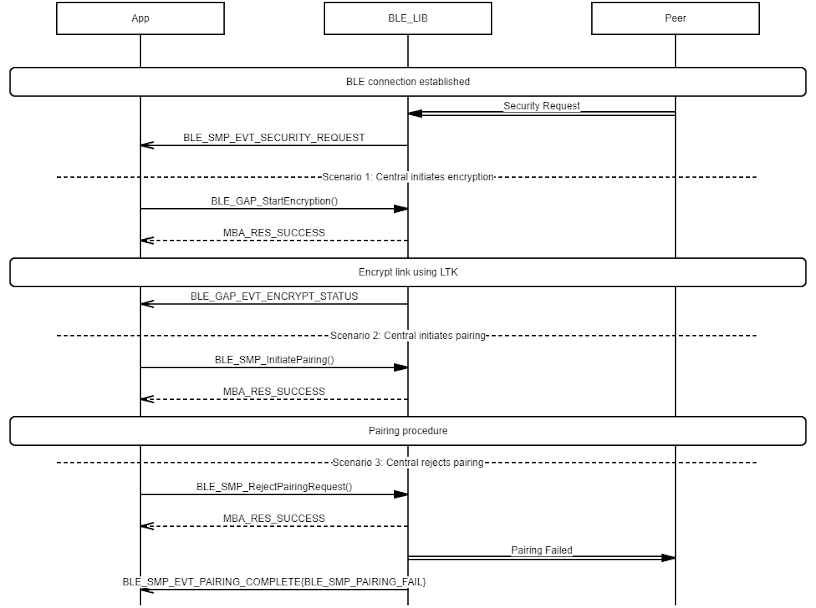 App
BLE_LIB
Peer
BLE connection established
Security Request
BLE_SMP_EVT_SECURITY_REQUEST
Scenario 1: Central initiates encryption
BLE_GAP_StartEncryption()
MBA_RES_SUCCESS
Encrypt link using LTK
BLE_GAP_EVT_ENCRYPT_STATUS
Scenario 2: Central initiates pairing
BLE_SMP_InitiatePairing()
MBA_RES_SUCCESS
Pairing procedure
Scenario 3: Central rejects pairing
BLE_SMP_RejectPairingRequest()
MBA_RES_SUCCESS
Pairing Failed
BLE_SMP_EVT_PAIRING_COMPLETE{BLE_SMP_PAIRING_FAIL}